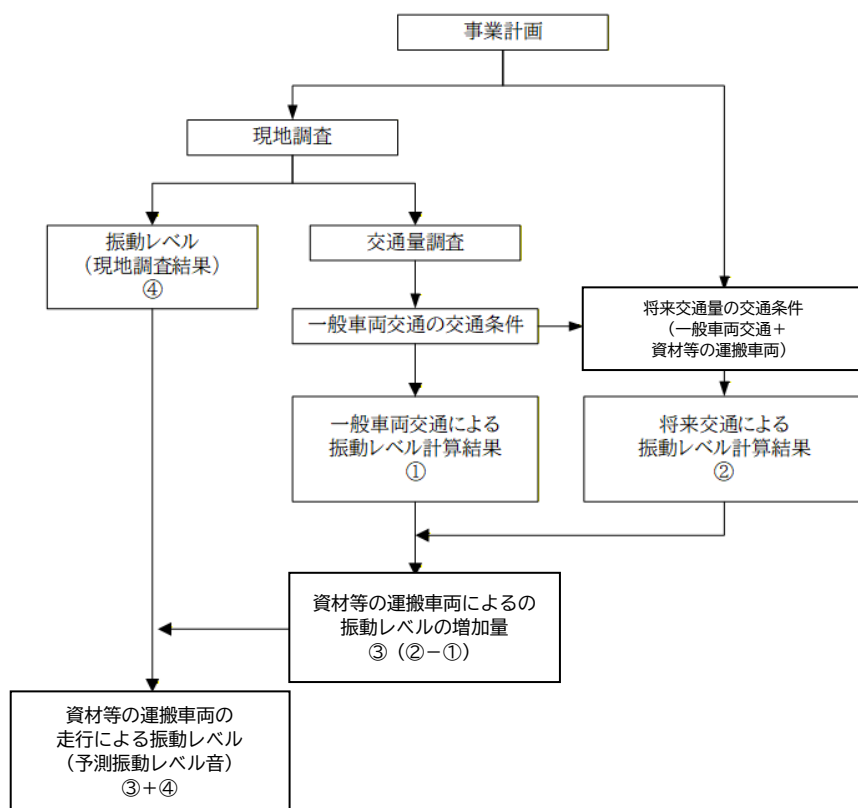 事業計画
現地調査
振動レベル
（現地調査結果）
④
交通量調査
一般車両交通の交通条件
将来交通量の交通条件
（一般車両交通＋
資材等の運搬車両）
一般車両交通による
振動レベル計算結果
①
将来交通による
振動レベル計算結果
②
資材等の運搬車両によるの
振動レベルの増加量
③（②－①）
資材等の運搬車両の
走行による振動レベル
（予測振動レベル音）
③＋④